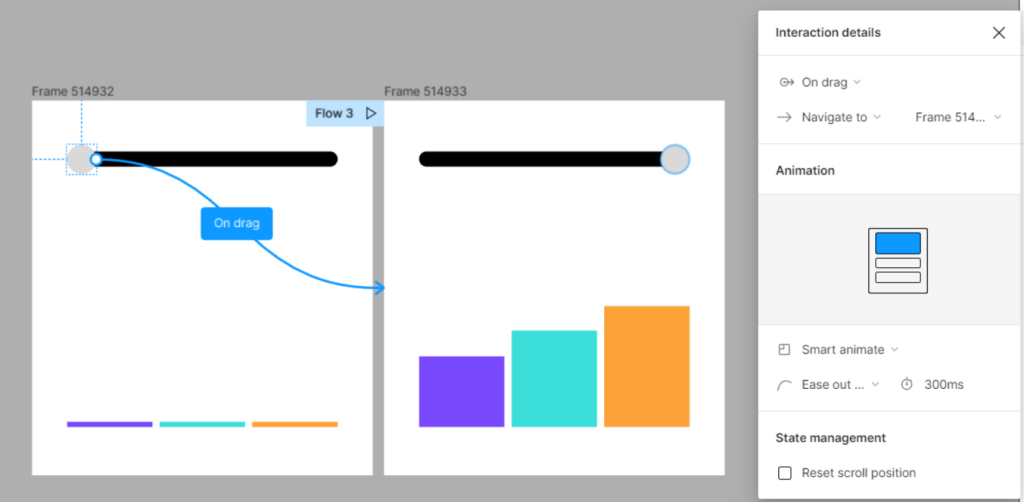 Interaction details
On drag
Navigate to Frame 514...
Animation
Smart animate
Ease out ... 300ms
State management
Reset scroll position
Frame 514932
Flow 3
Frame 514933
On drag